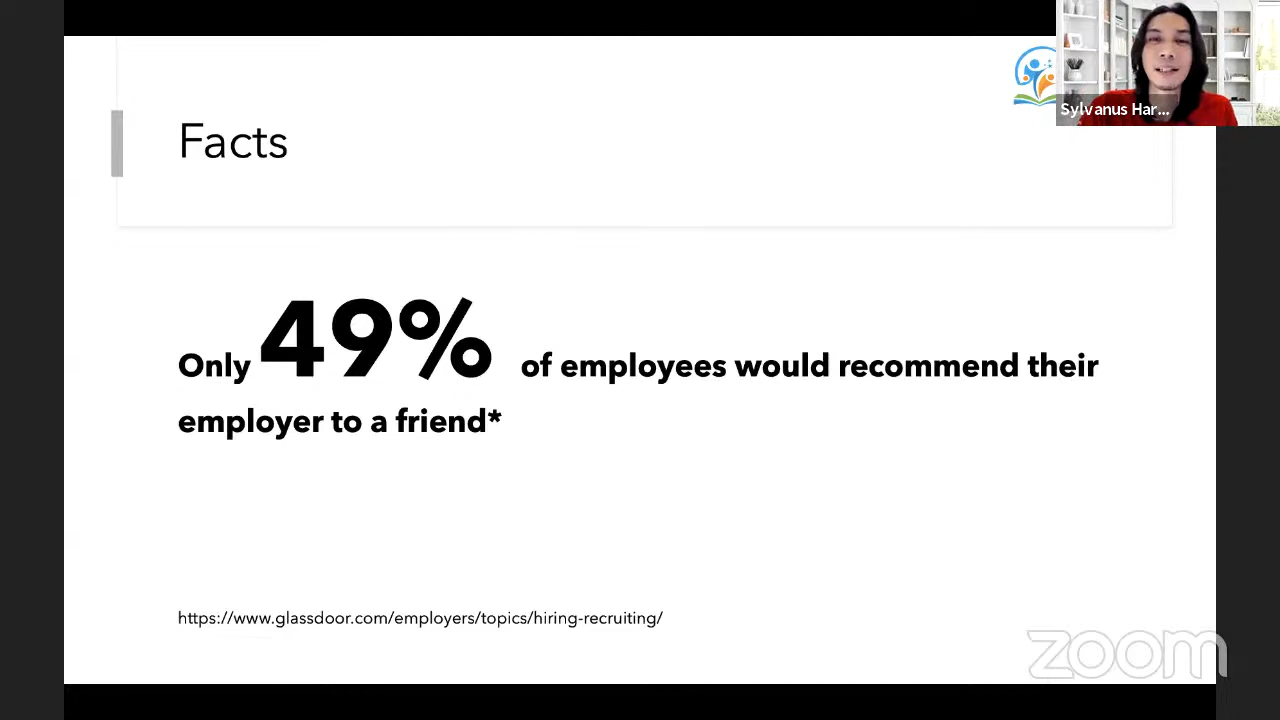 Sylvanus Har...
Facts
Only 49% of employees would recommend their
employer to a friend*
https://www.glassdoor.com/employers/topics/hiring-recruiting/
zoom